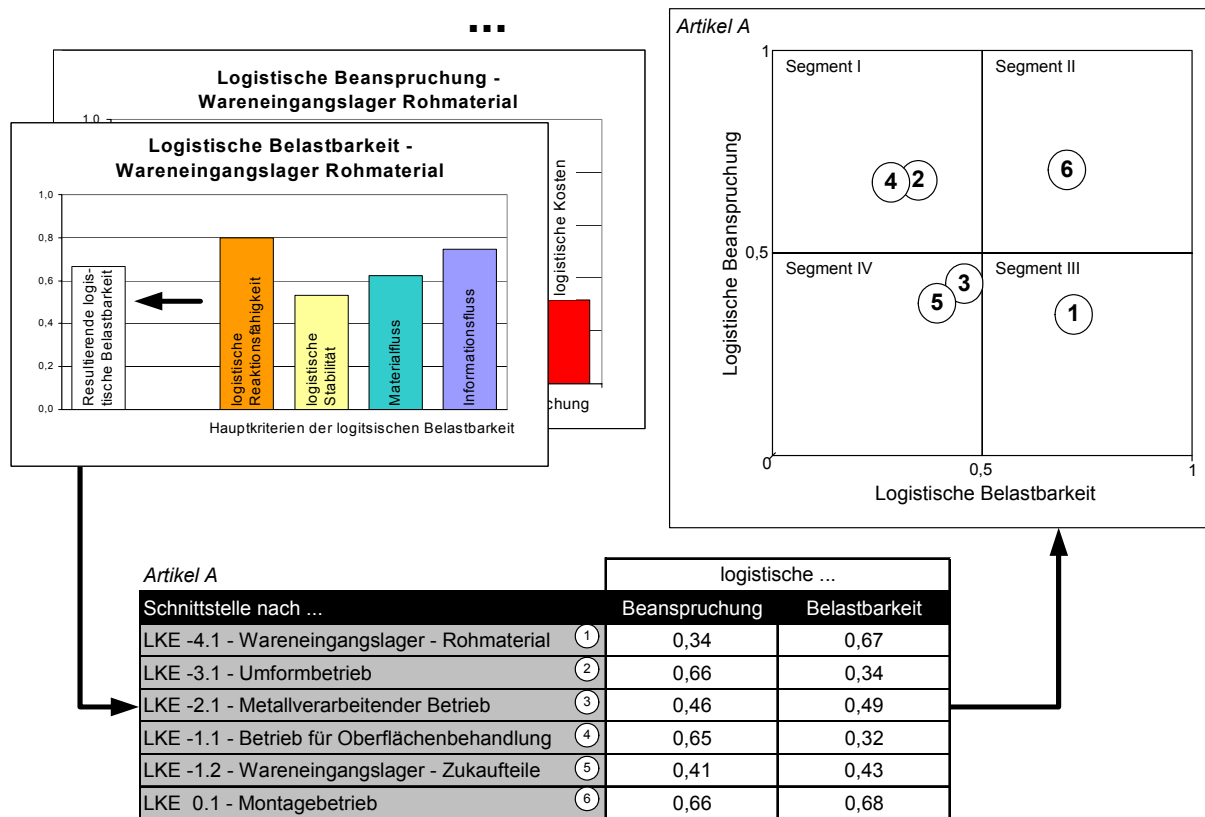 ...
Logistische Beanspruchung -
Wareneingangslager Rohmaterial
1,0
logistische Kosten
chung
Logistische Belastbarkeit -
Wareneingangslager Rohmaterial
1,0
0,8
0,6
0,4
0,2
0,0
Resultierende logis-
tische Belastbarkeit
logistische
Reaktionsfähigkeit
logistische
Stabilität
Materialfluss
Informationsfluss
Hauptkriterien der logitsischen Belastbarkeit
Artikel A
1
Segment I
Segment II
4
2
6
Logistische Beanspruchung
0,5
Segment IV
Segment III
3
5
1
0
0,5
1
Logistische Belastbarkeit
Artikel A
logistische ...
Schnittstelle nach ... Beanspruchung Belastbarkeit
LKE -4.1 - Wareneingangslager - Rohmaterial 1 0,34 0,67
LKE -3.1 - Umformbetrieb 2 0,66 0,34
LKE -2.1 - Metallverarbeitender Betrieb 3 0,46 0,49
LKE -1.1 - Betrieb für Oberflächenbehandlung 4 0,65 0,32
LKE -1.2 - Wareneingangslager - Zukaufteile 5 0,41 0,43
LKE 0.1 - Montagebetrieb 6 0,66 0,68